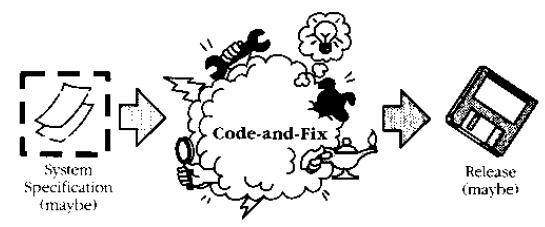 Code-and-Fix
System
Specification
(maybe)
Release
(maybe)